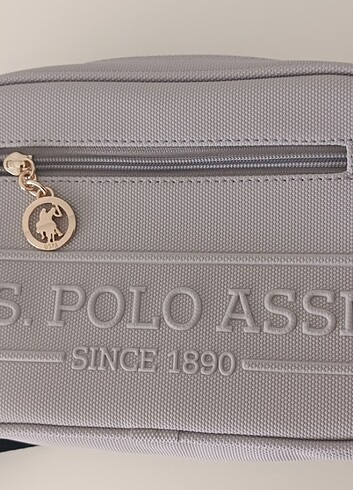 S. POLO ASS
SINCE 1890